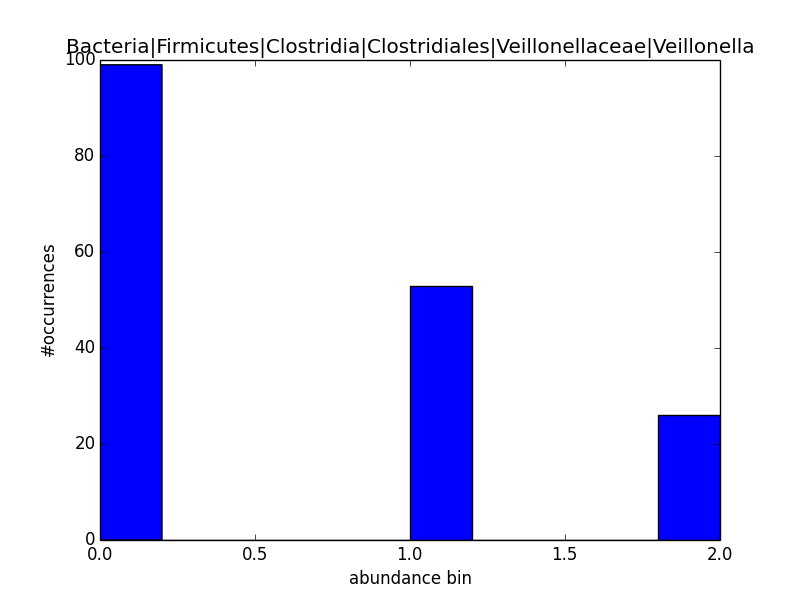 Bacteria|Firmicutes|Clostridia|Clostridiales|Veillonellaceae|Veillonella
100
80
60
40
20
0
#occurrences
0.0 0.5 1.0 1.5 2.0
abundance bin